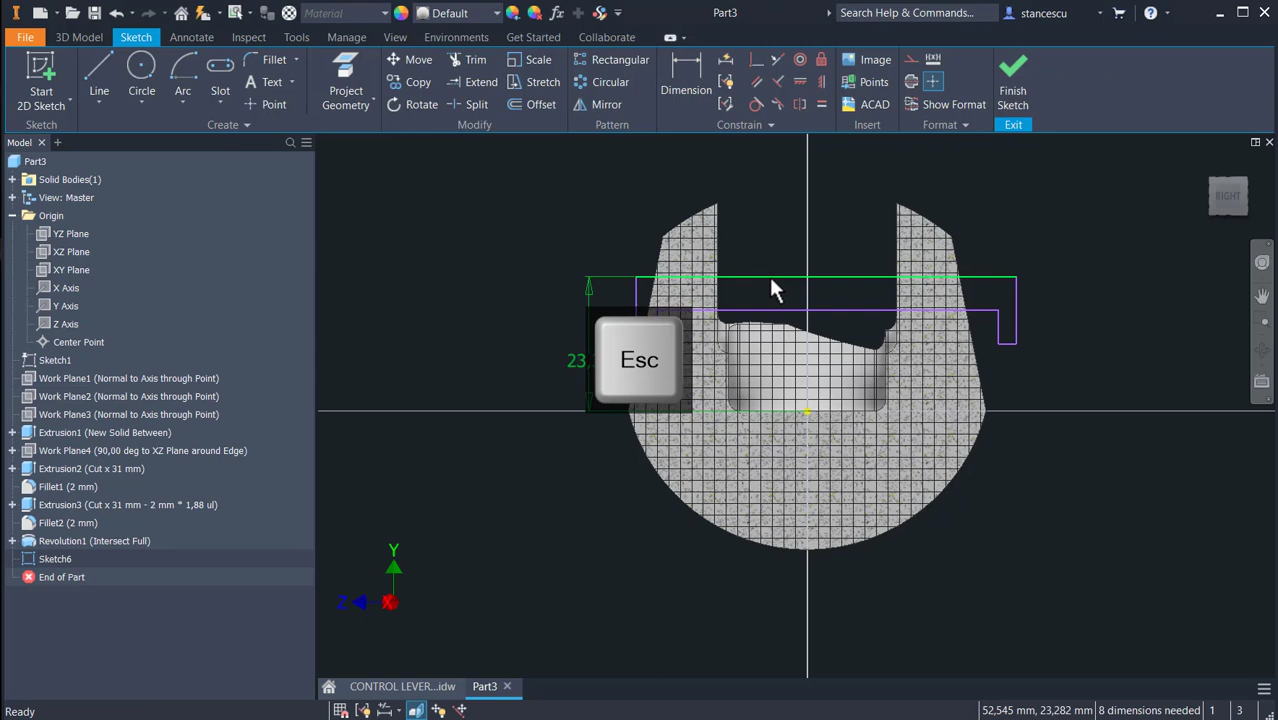 Material
Default
Part3
Search Help & Commands...
stancescu
File
3D Model
Sketch
Annotate
Inspect
Tools
Manage
View
Environments
Get Started
Collaborate
Start
2D Sketch
Line
Circle
Arc
Slot
Fillet
Text
Point
Project
Geometry
Move
Copy
Rotate
Trim
Extend
Split
Scale
Stretch
Offset
Rectangular
Circular
Mirror
Dimension
Image
Points
ACAD
Show Format
Finish
Sketch
Sketch
Create
Modify
Pattern
Constrain
Insert
Format
Exit
Model
Part3
Solid Bodies(1)
View: Master
Origin
YZ Plane
XZ Plane
XY Plane
X Axis
Y Axis
Z Axis
Center Point
Sketch1
Work Plane1 (Normal to Axis through Point)
Work Plane2 (Normal to Axis through Point)
Work Plane3 (Normal to Axis through Point)
Extrusion1 (New Solid Between)
Work Plane4 (90,00 deg to XZ Plane around Edge)
Extrusion2 (Cut x 31 mm)
Fillet1 (2 mm)
Extrusion3 (Cut x 31 mm - 2 mm * 1,88 ul)
Fillet2 (2 mm)
Revolution1 (Intersect Full)
Sketch6
End of Part
RIGHT
23
Esc
Y
Z
X
CONTROL LEVER...idw
Part3
Ready
52,545 mm, 23,282 mm
8 dimensions needed
1
3